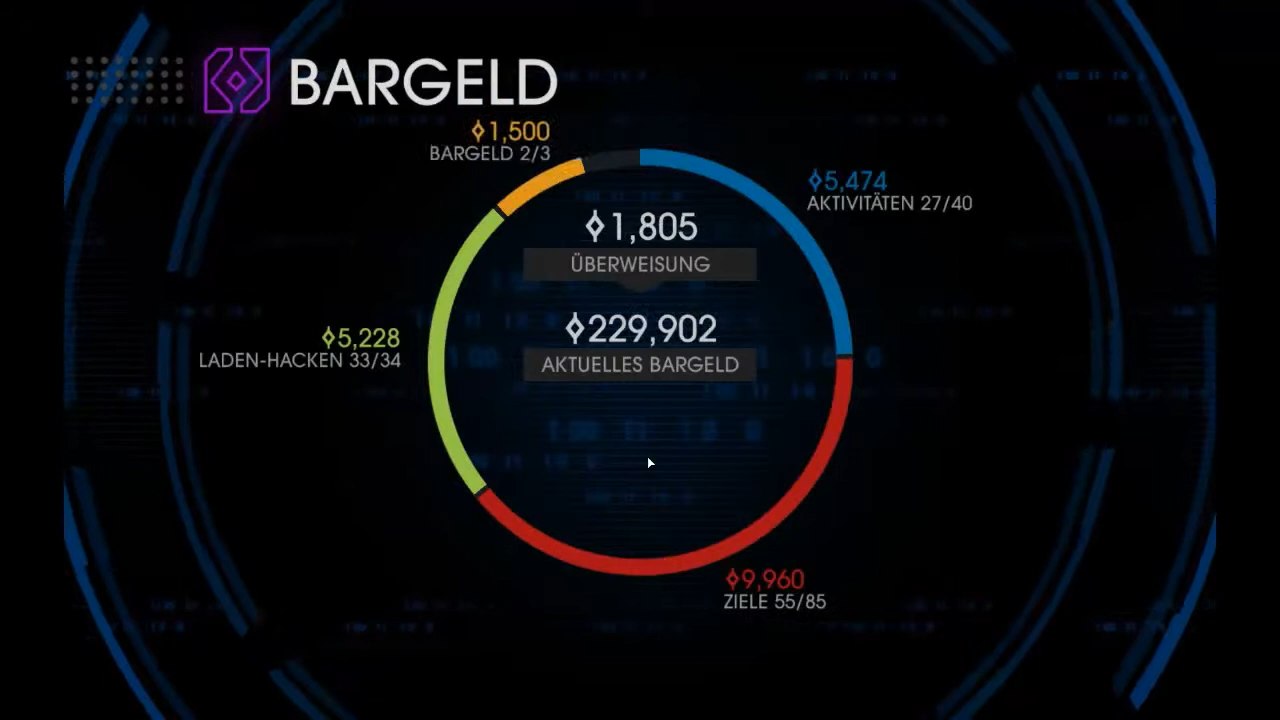 BARGELD
1,500
BARGELD 2/3
5,474
AKTIVITÄTEN 27/40
1,805
ÜBERWEISUNG
229,902
AKTUELLES BARGELD
5,228
LADEN-HACKEN 33/34
9,960
ZIELE 55/85